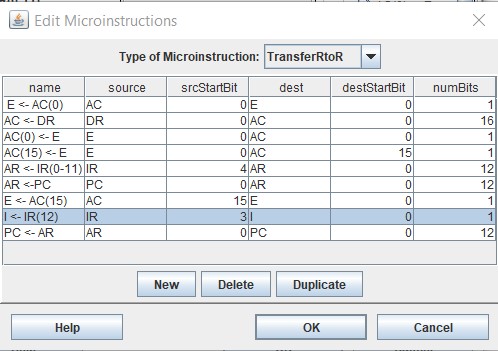 Edit Microinstructions
Type of Microinstruction: TransferRtoR
name source srcStartBit dest destStartBit numBits
E <- AC(0) AC 0 E 0 1
AC <- DR DR 0 AC 0 16
AC(0) <- E E 0 AC 0 1
AC(15) <- E E 0 AC 15 1
AR <- IR(0-11) IR 4 AR 0 12
AR <-PC PC 0 AR 0 12
E <- AC(15) AC 15 E 0 1
I <- IR(12) IR 3 I 0 1
PC <- AR AR 0 PC 0 12
New Delete Duplicate
Help OK Cancel